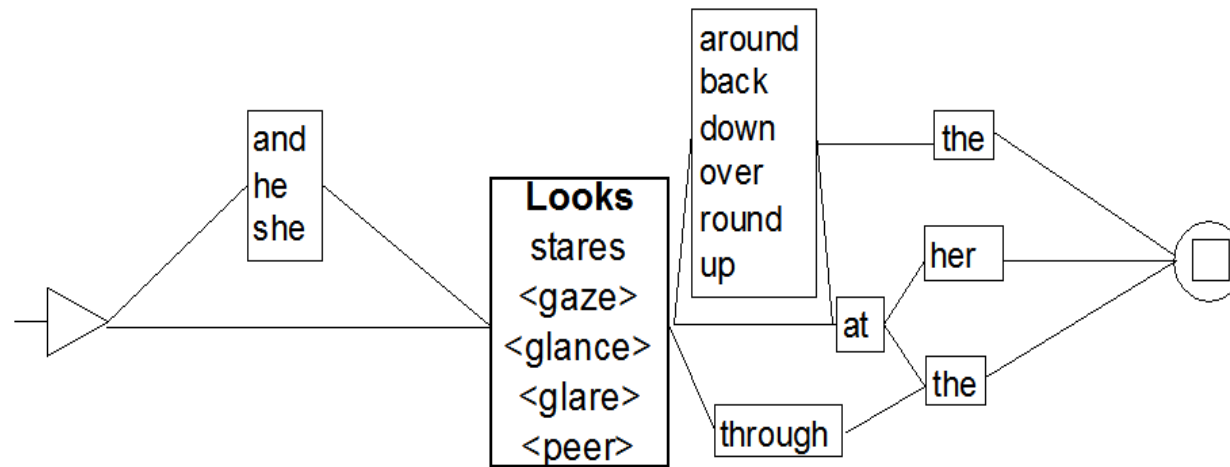 and
he
she
Looks
stares
<gaze>
<glance>
<glare>
<peer>
around
back
down
over
round
up
the
her
at
the
through